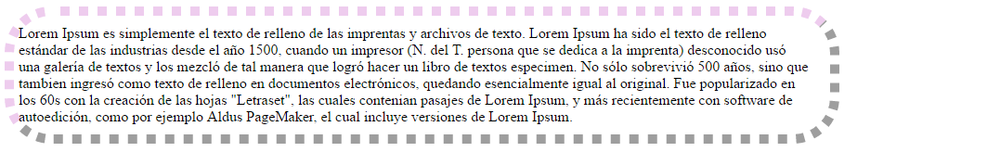 Lorem Ipsum es simplemente el texto de relleno de las imprentas y archivos de texto. Lorem Ipsum ha sido el texto de relleno
estándar de las industrias desde el año 1500, cuando un impresor (N. del T. persona que se dedica a la imprenta) desconocido usó
una galería de textos y los mezcló de tal manera que logró hacer un libro de textos especimen. No sólo sobrevivió 500 años, sino que
tambien ingresó como texto de relleno en documentos electrónicos, quedando esencialmente igual al original. Fue popularizado en
los 60s con la creación de las hojas "Letraset", las cuales contenian pasajes de Lorem Ipsum, y más recientemente con software de
autoedición, como por ejemplo Aldus PageMaker, el cual incluye versiones de Lorem Ipsum.